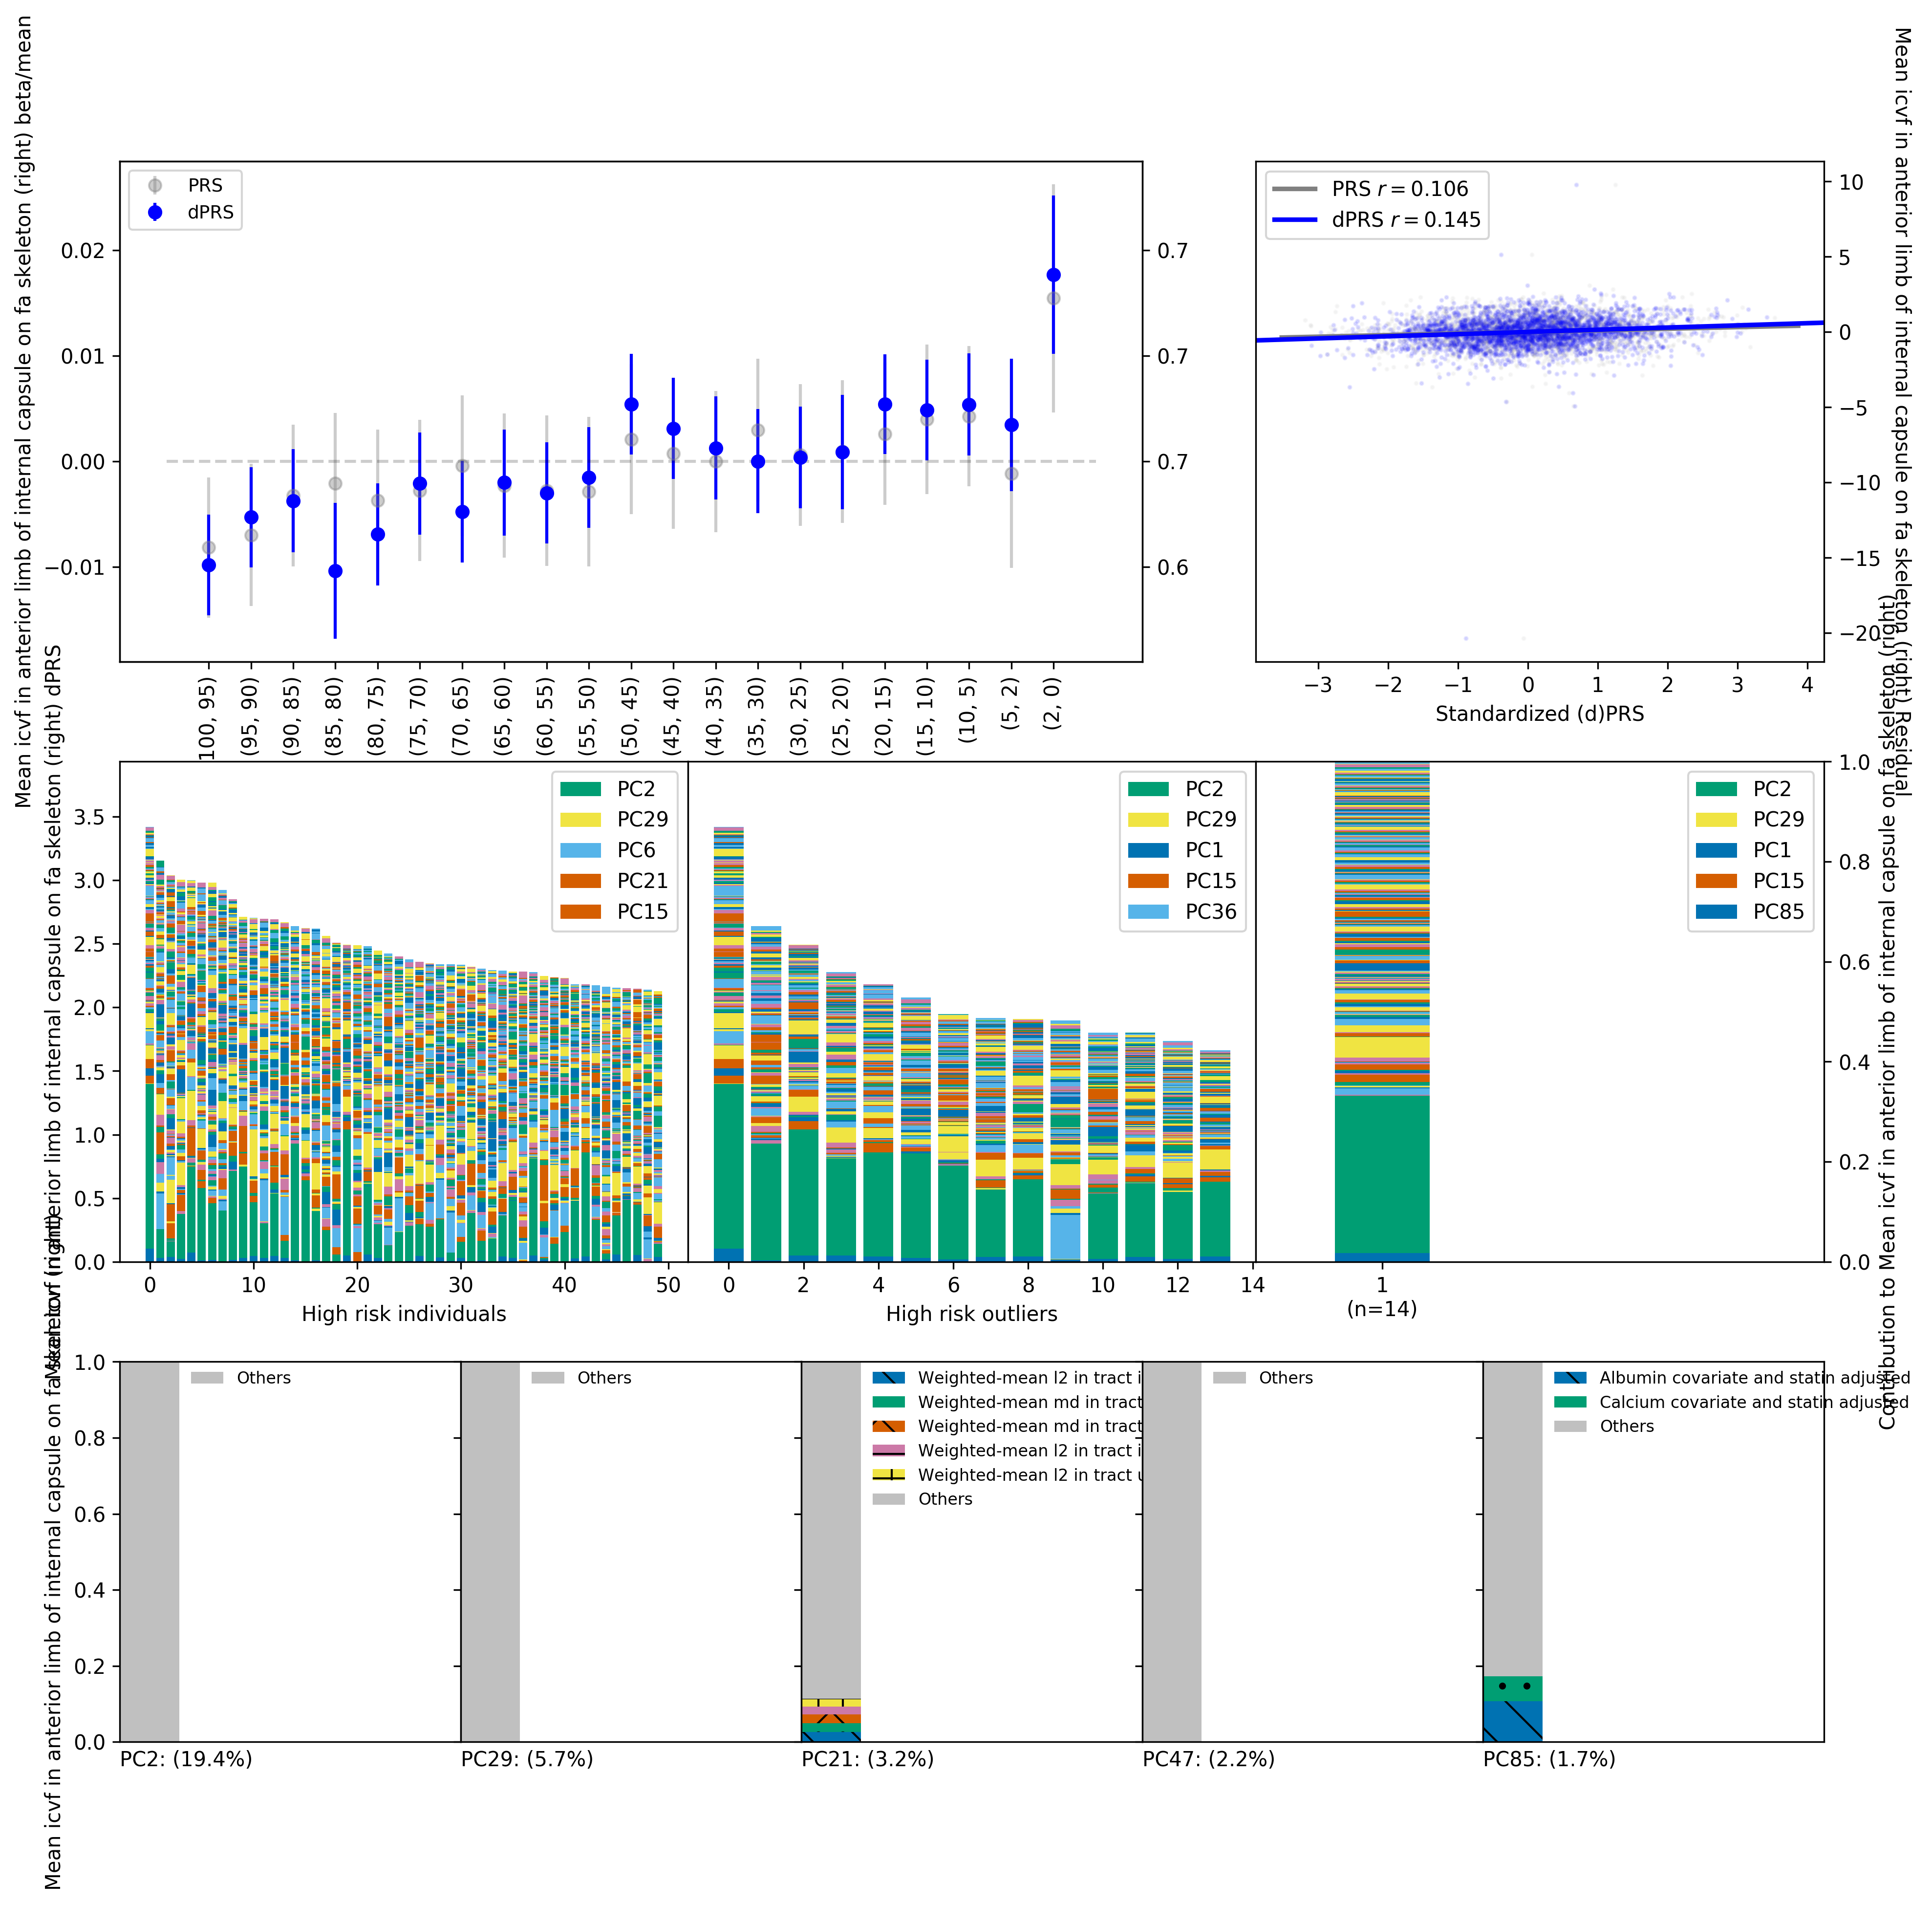 Mean icvf in anterior limb of internal capsule on fa skeleton (right) beta/mean
PRS
dPRS
0.02
0.01
0.00
−0.01
0.7
0.7
0.7
0.6
100, 95)
(95, 90)
(90, 85)
(85, 80)
(80, 75)
(75, 70)
(70, 65)
(65, 60)
(60, 55)
(55, 50)
(50, 45)
(45, 40)
(40, 35)
(35, 30)
(30, 25)
(25, 20)
(20, 15)
(15, 10)
(10, 5)
(5, 2)
(2, 0)
PRS r = 0.106
dPRS r = 0.145
10
5
0
−5
−10
−15
−20
−3
−2
−1
0
1
2
3
4
Standardized (d)PRS
Mean icvf in anterior limb of internal capsule on fa skeleton (right) Residual
Mean icvf in anterior limb of internal capsule on fa skeleton (right) dPRS
3.5
3.0
2.5
2.0
1.5
1.0
0.5
0.0
PC2
PC29
PC6
PC21
PC15
0
10
20
30
40
50
High risk individuals
PC2
PC29
PC1
PC15
PC36
0
2
4
6
8
10
12
14
High risk outliers
PC2
PC29
PC1
PC15
PC85
1
(n=14)
1.0
0.8
0.6
0.4
0.2
0.0
Contribution to Mean icvf in anterior limb of internal capsule on fa skeleton (right)
Mean icvf in anterior limb of internal capsule on fa skeleton (right)
1.0
0.8
0.6
0.4
0.2
0.0
Others
PC2: (19.4%)
Others
PC29: (5.7%)
Weighted-mean l2 in tract i
Weighted-mean md in tract
Weighted-mean md in tract
Weighted-mean l2 in tract i
Weighted-mean l2 in tract u
Others
PC21: (3.2%)
Others
PC47: (2.2%)
Albumin covariate and statin adjusted
Calcium covariate and statin adjusted
Others
PC85: (1.7%)